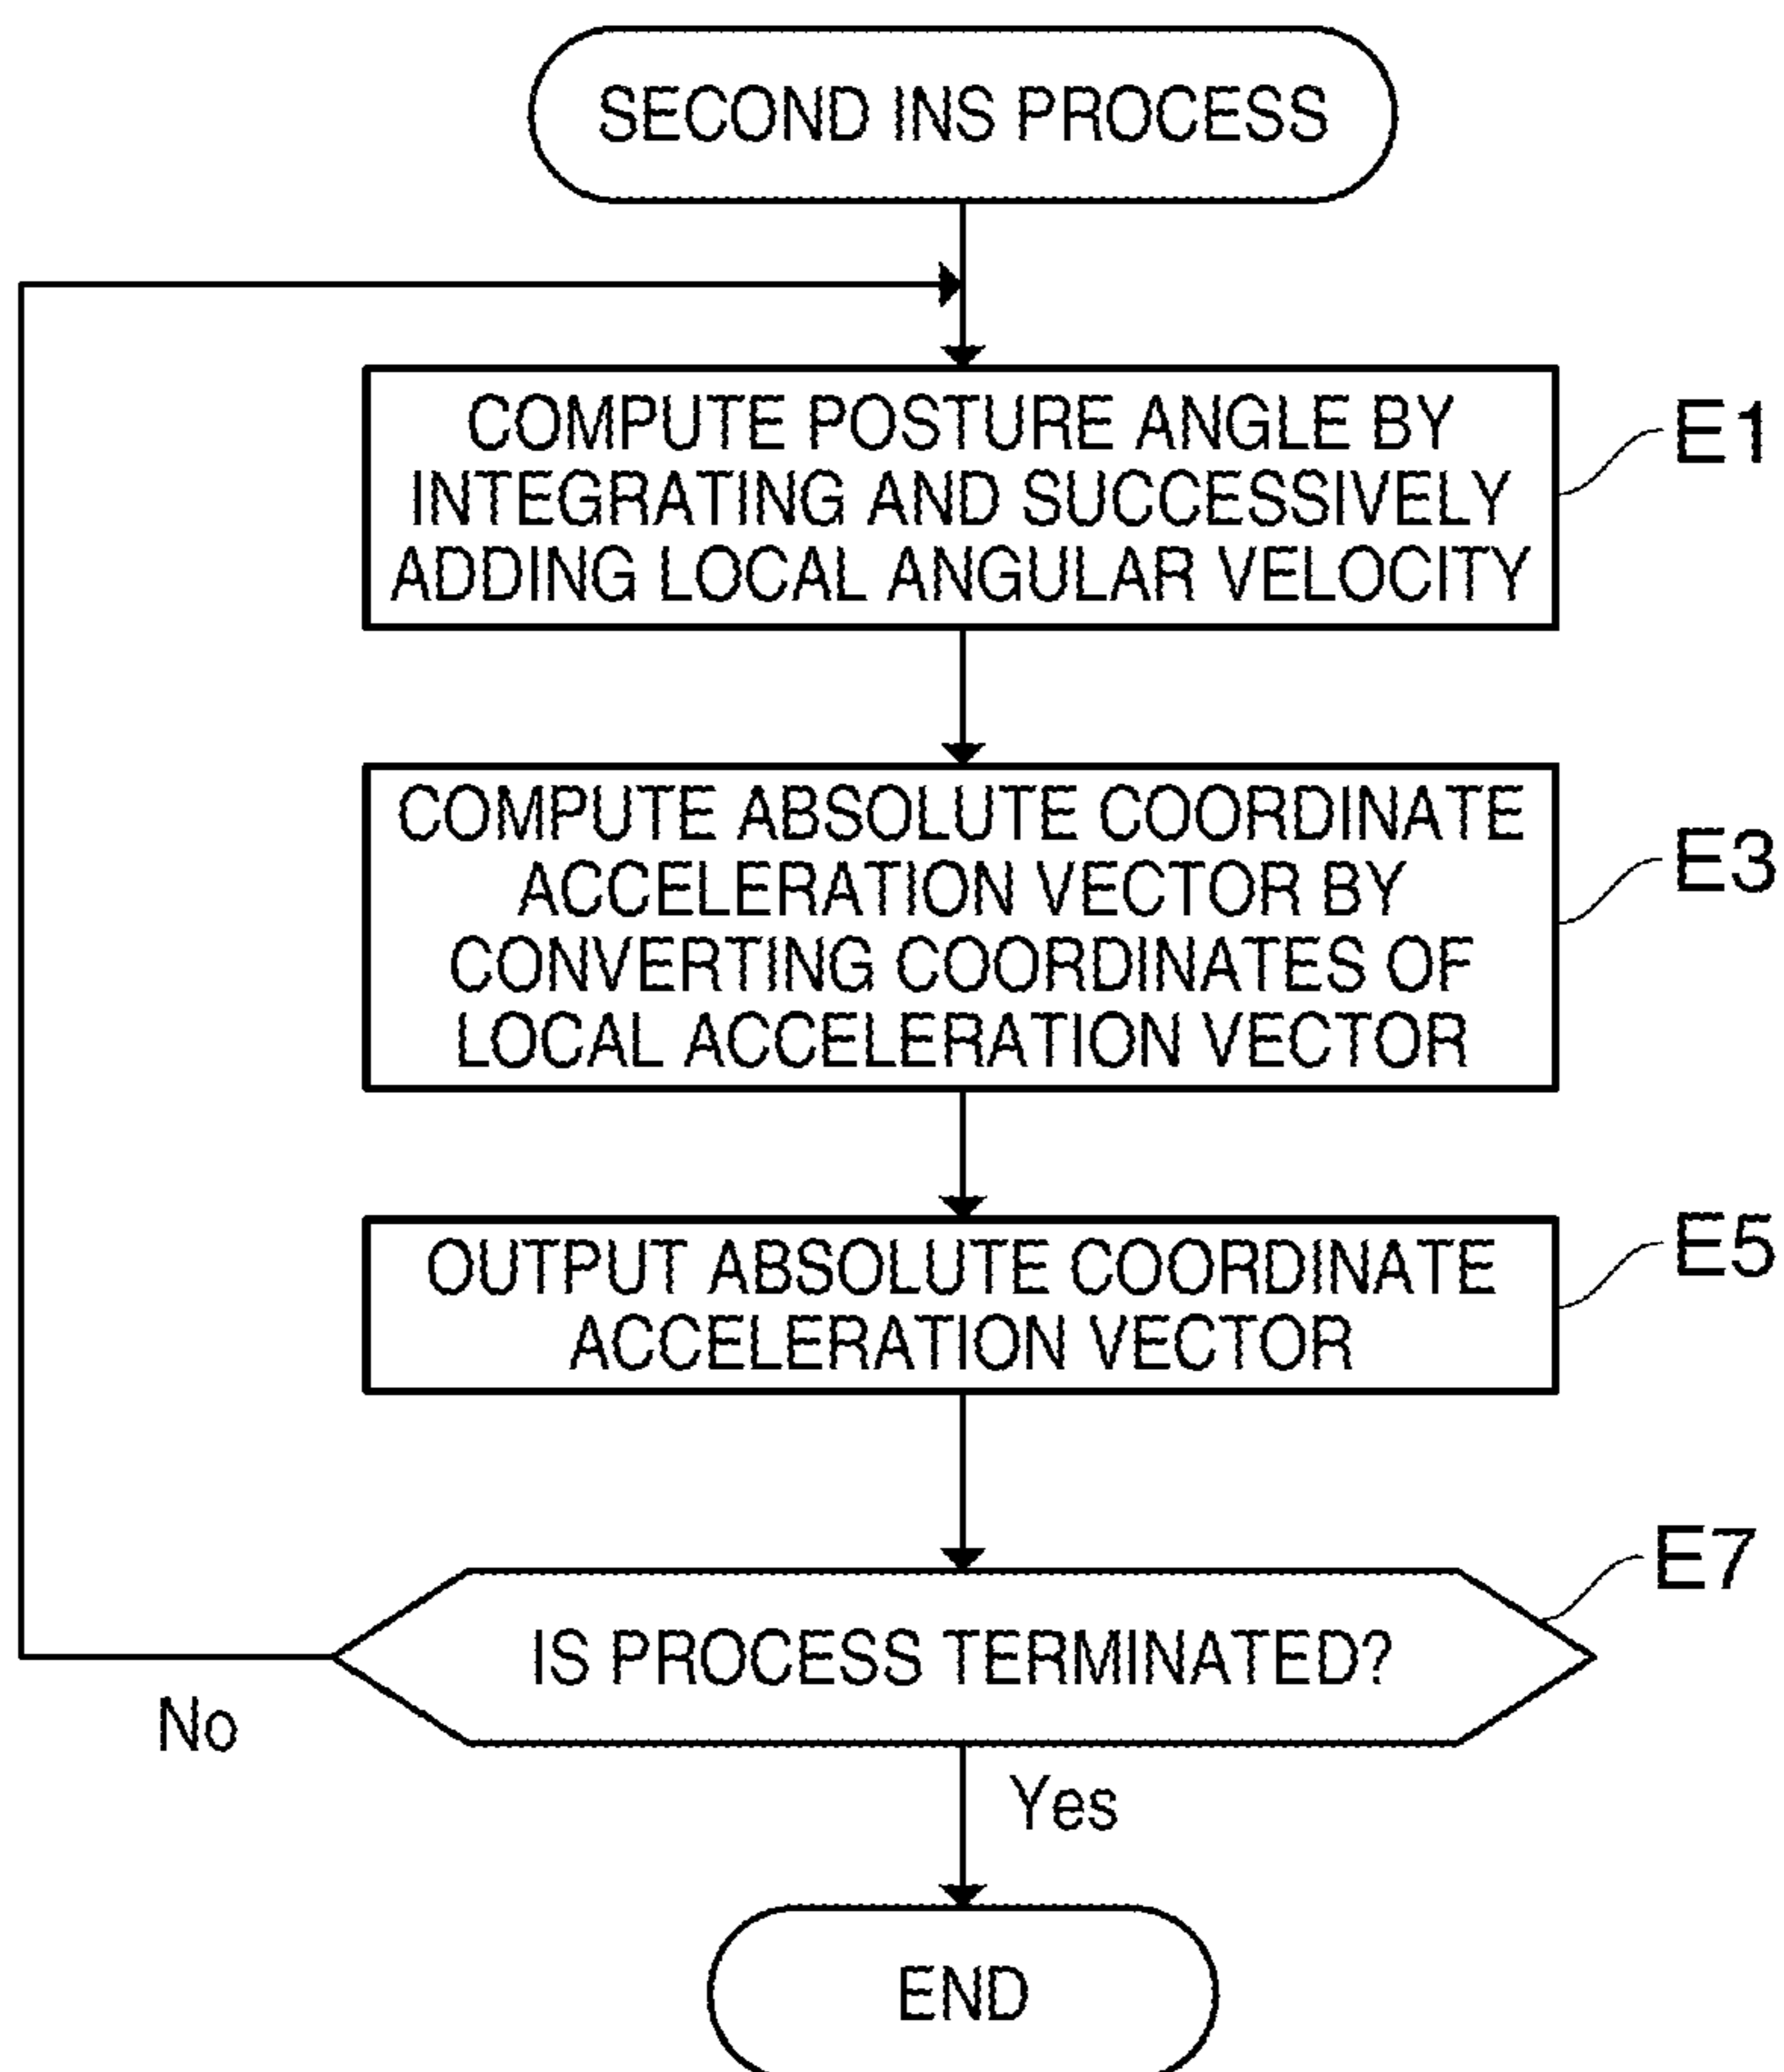 SECOND INS PROCESS
COMPUTE POSTURE ANGLE BY
INTEGRATING AND SUCCESSIVELY
ADDING LOCAL ANGULAR VELOCITY
E1
COMPUTE ABSOLUTE COORDINATE
ACCELERATION VECTOR BY
CONVERTING COORDINATES OF
LOCAL ACCELERATION VECTOR
E3
OUTPUT ABSOLUTE COORDINATE
ACCELERATION VECTOR
E5
IS PROCESS TERMINATED?
E7
No
Yes
END